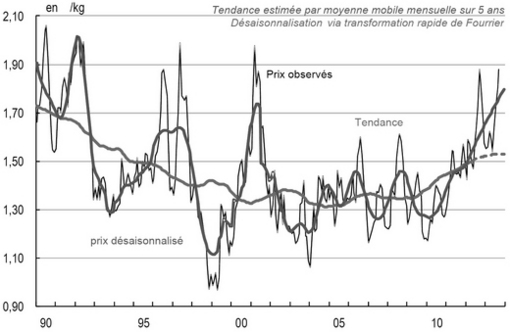 2,10
en /kg
Tendance estimée par moyenne mobile mensuelle sur 5 ans
Désaisonnalisation via transformation rapide de Fourrier
1,90
Prix observés
1,70
Tendance
1,50
1,30
prix désaisonnalisé
1,10
0,90
90 95 00 05 10